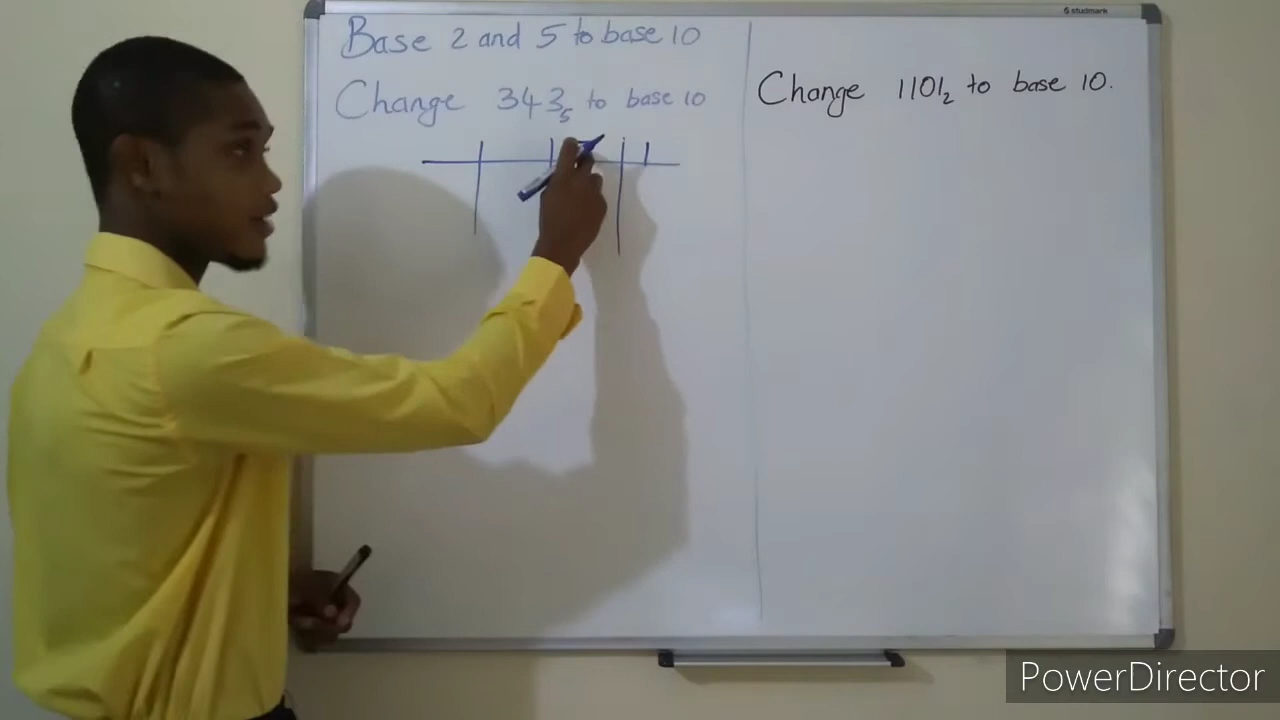 Base 2 and 5 to base 10
Change 343₅ to base 10
1
Change 1101₂ to base 10.
studmark
PowerDirector